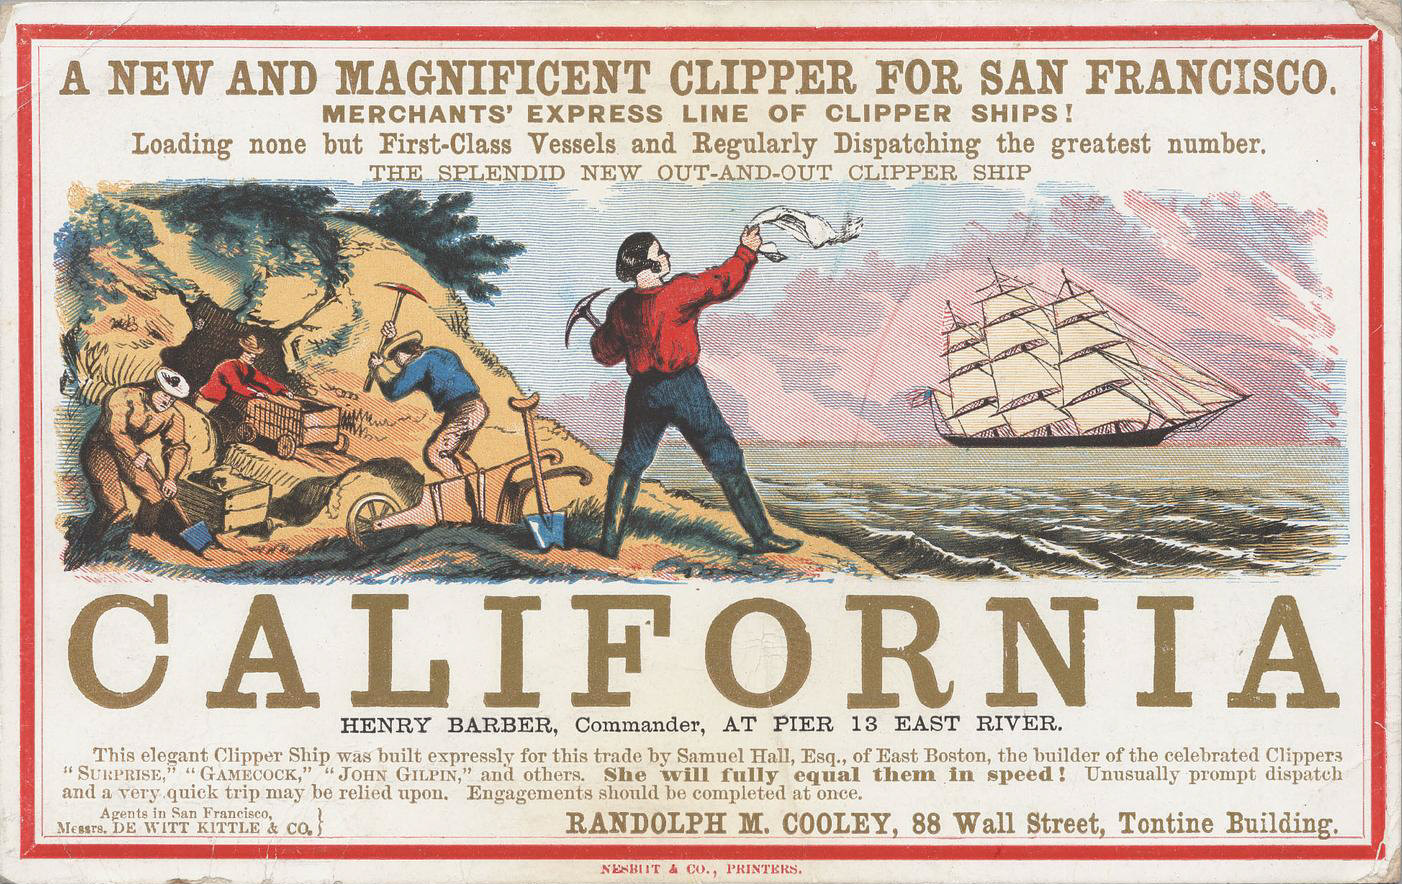 A NEW AND MAGNIFICENT CLIPPER FOR SAN FRANCISCO.
MERCHANTS' EXPRESS LINE OF CLIPPER SHIPS!
Loading none but First-Class Vessels and Regularly Dispatching the greatest number.
THE SPLENDID NEW OUT-AND-OUT CLIPPER SHIP
CALIFORNIA
HENRY BARBER, Commander, AT PIER 13 EAST RIVER.
This elegant Clipper Ship was built expressly for this trade by Samuel Hall, Esq., of East Boston, the builder of the celebrated Clippers
"SURPRISE," "GAMECOCK," "JOHN GILPIN," and others. She will fully equal them in speed! Unusually prompt dispatch
and a very quick trip may be relied upon. Engagements should be completed at once.
Agents in San Francisco,
Messrs. DE WITT KITTLE & CO.}
RANDOLPH M. COOLEY, 88 Wall Street, Tontine Building.
NESBITT & CO., PRINTERS.